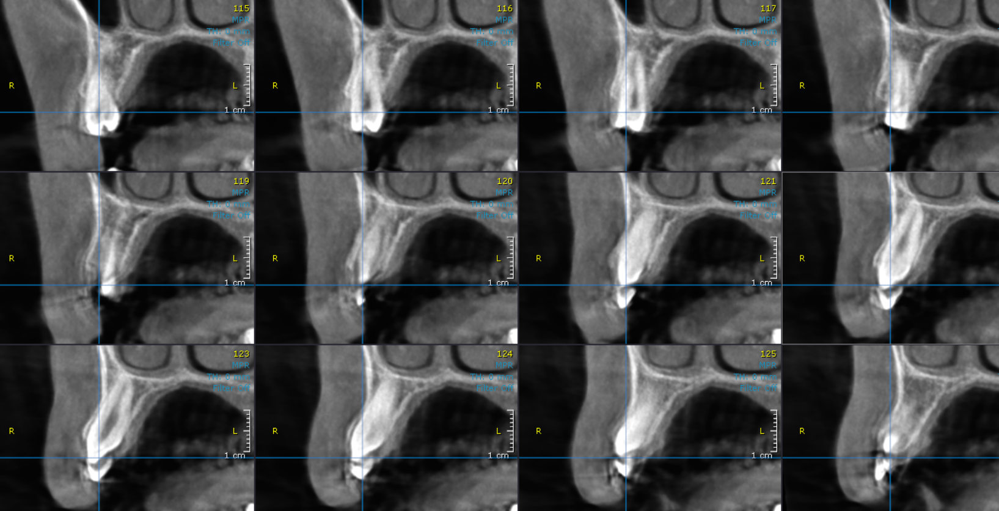 115
MPR
TH: 0 mm
Filter Off
R
L
1 cm
116
MPR
TH: 0 mm
Filter Off
R
L
1 cm
117
MPR
TH: 0 mm
Filter Off
R
L
1 cm
R
119
MPR
TH: 0 mm
Filter Off
R
L
1 cm
120
MPR
TH: 0 mm
Filter Off
R
L
1 cm
121
MPR
TH: 0 mm
Filter Off
R
L
1 cm
R
123
MPR
TH: 0 mm
Filter Off
R
L
1 cm
124
MPR
TH: 0 mm
Filter Off
R
L
1 cm
125
MPR
TH: 0 mm
Filter Off
R
L
1 cm
R